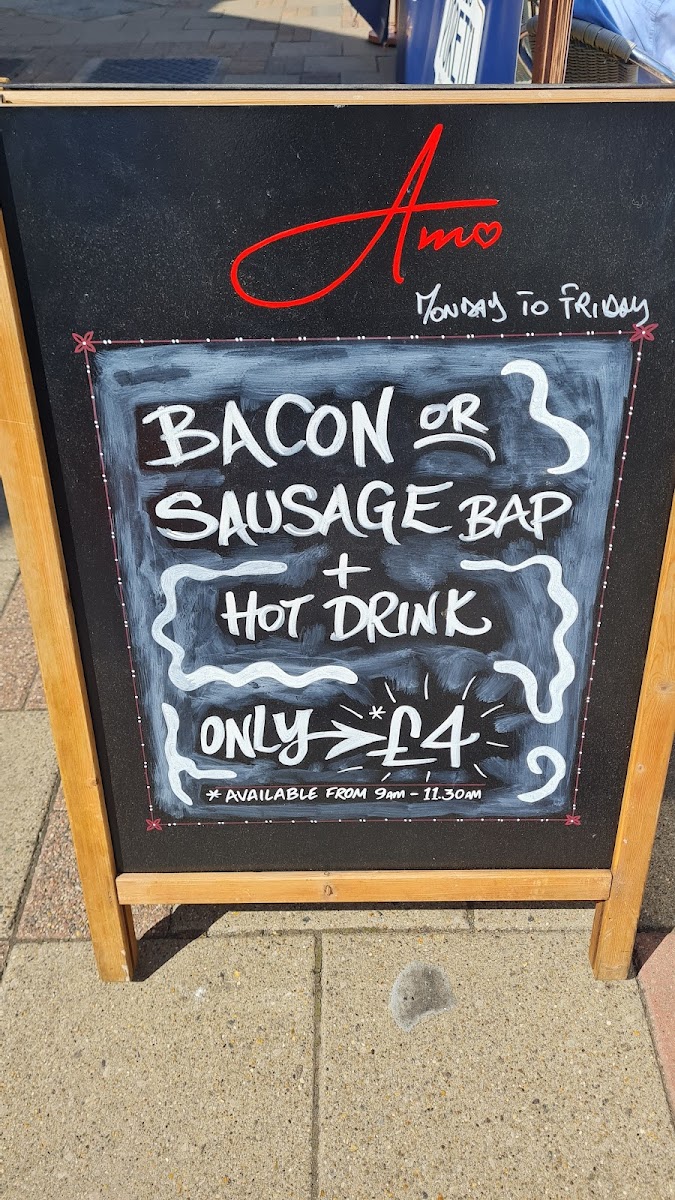 Amo
MONDAY TO FRIDAY
BACON OR
SAUSAGE BAP
+
HOT DRINK
ONLY *£4
* AVAILABLE FROM 9AM - 11.30AM